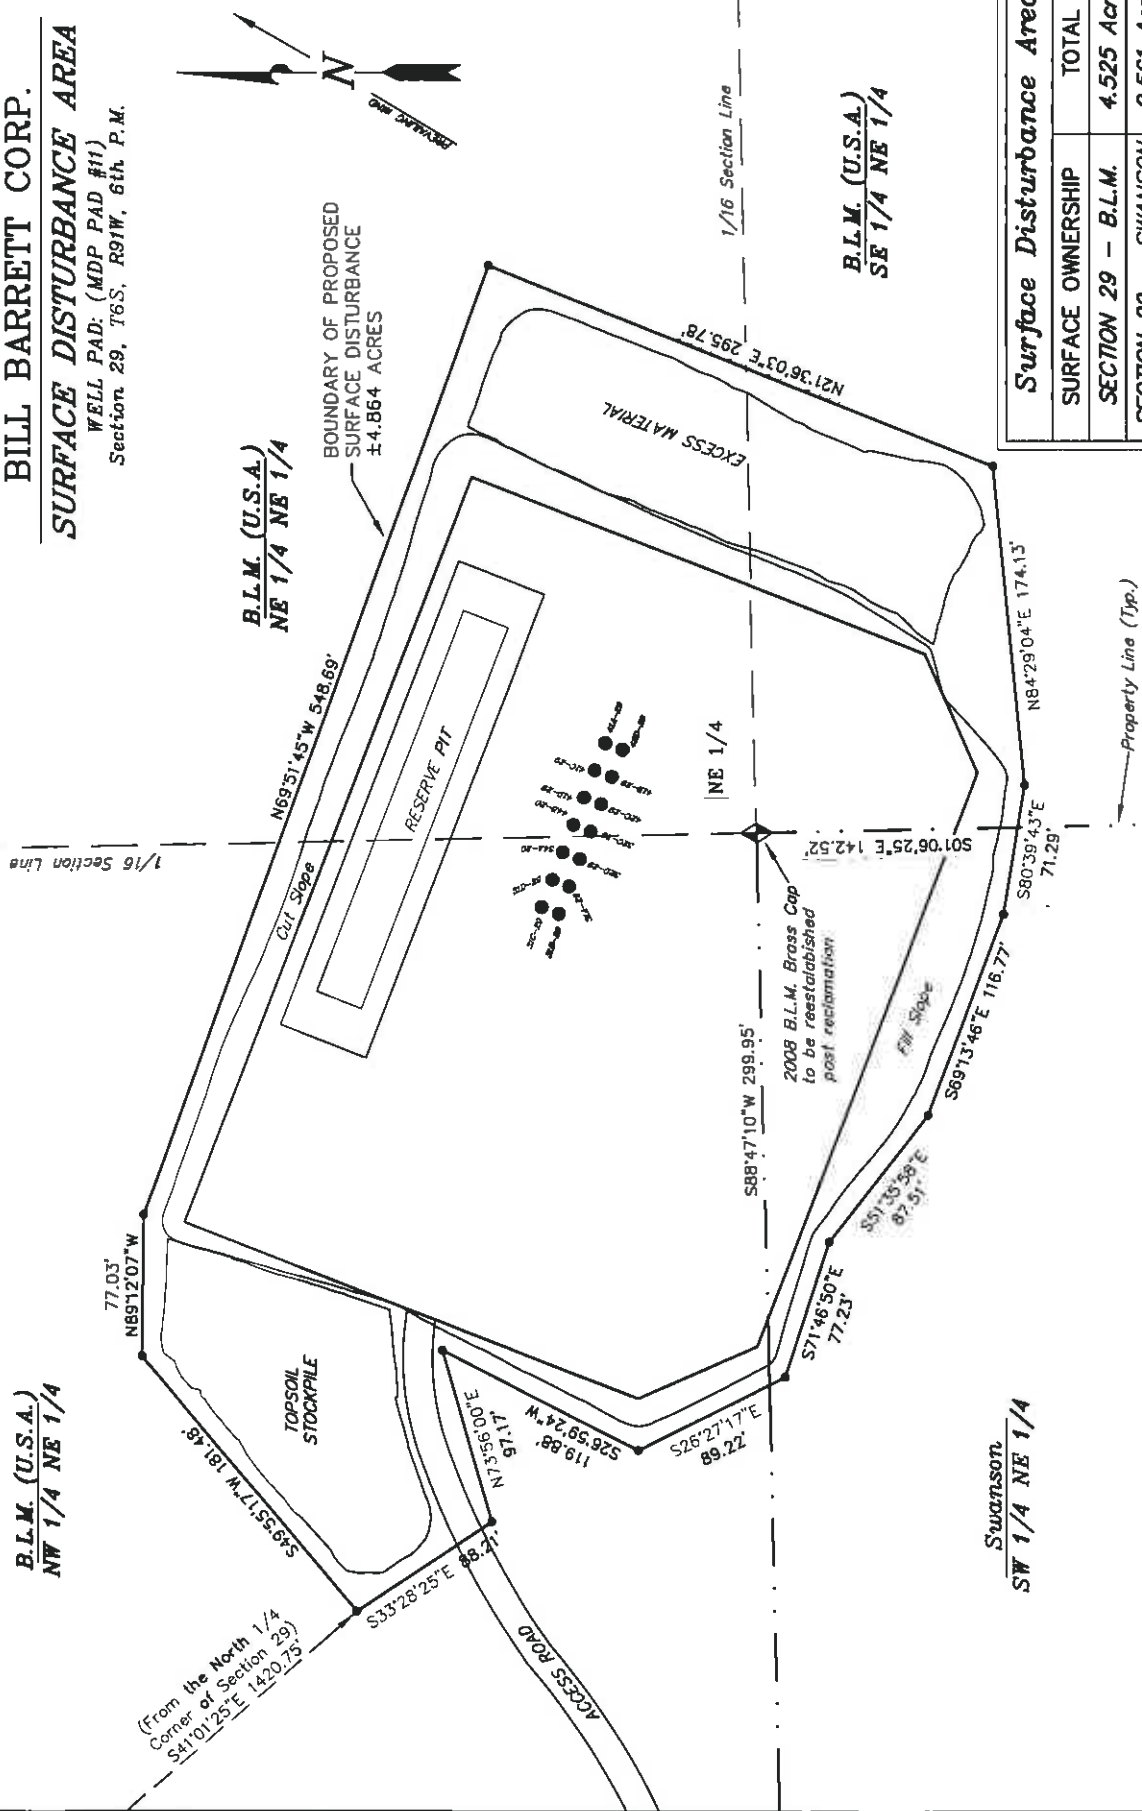 BILL BARRETT CORP.
SURFACE DISTURBANCE AREA
WELL PAD: (MDP PAD #11)
Section 29, T6S, R91W, 6th P.M.
N
PREVAILING WIND
B.L.M. (U.S.A.)
NW 1/4 NE 1/4
B.L.M. (U.S.A.)
NE 1/4 NE 1/4
BOUNDARY OF PROPOSED
SURFACE DISTURBANCE
±4.864 ACRES
1/16 Section Line
77.03'
N89°12'07"W
N69°51'45"W 548.69'
Cut Slope
RESERVE PIT
TOPSOIL
STOCKPILE
S49°55'17"W 181.48'
(From the North 1/4
Corner of Section 29)
S41°01'25"E 1420.75'
S33°28'25"E 88.21'
N73°56'00"E
97.17'
S26°59'24"W
119.88'
S26°27'17"E
89.22'
ACCESS ROAD
EXCESS MATERIAL
N21°36'03"E 295.78'
1/16 Section Line
B.L.M. (U.S.A.)
SE 1/4 NE 1/4
NE 1/4
S88°47'10"W 299.95'
2008 B.L.M. Brass Cap
to be reestalabished
post reclamation
S01°06'25"E 142.52'
Fill Slope
S71°46'50"E
77.23'
S51°35'58"E
87.51'
S69°13'46"E 116.77'
S80°39'43"E
71.29'
N84°29'04"E 174.13'
Property Line (Typ.)
Swanson
SW 1/4 NE 1/4
Surface Disturbance Area
SURFACE OWNERSHIP TOTAL
SECTION 29 - B.L.M. 4.525 Acr